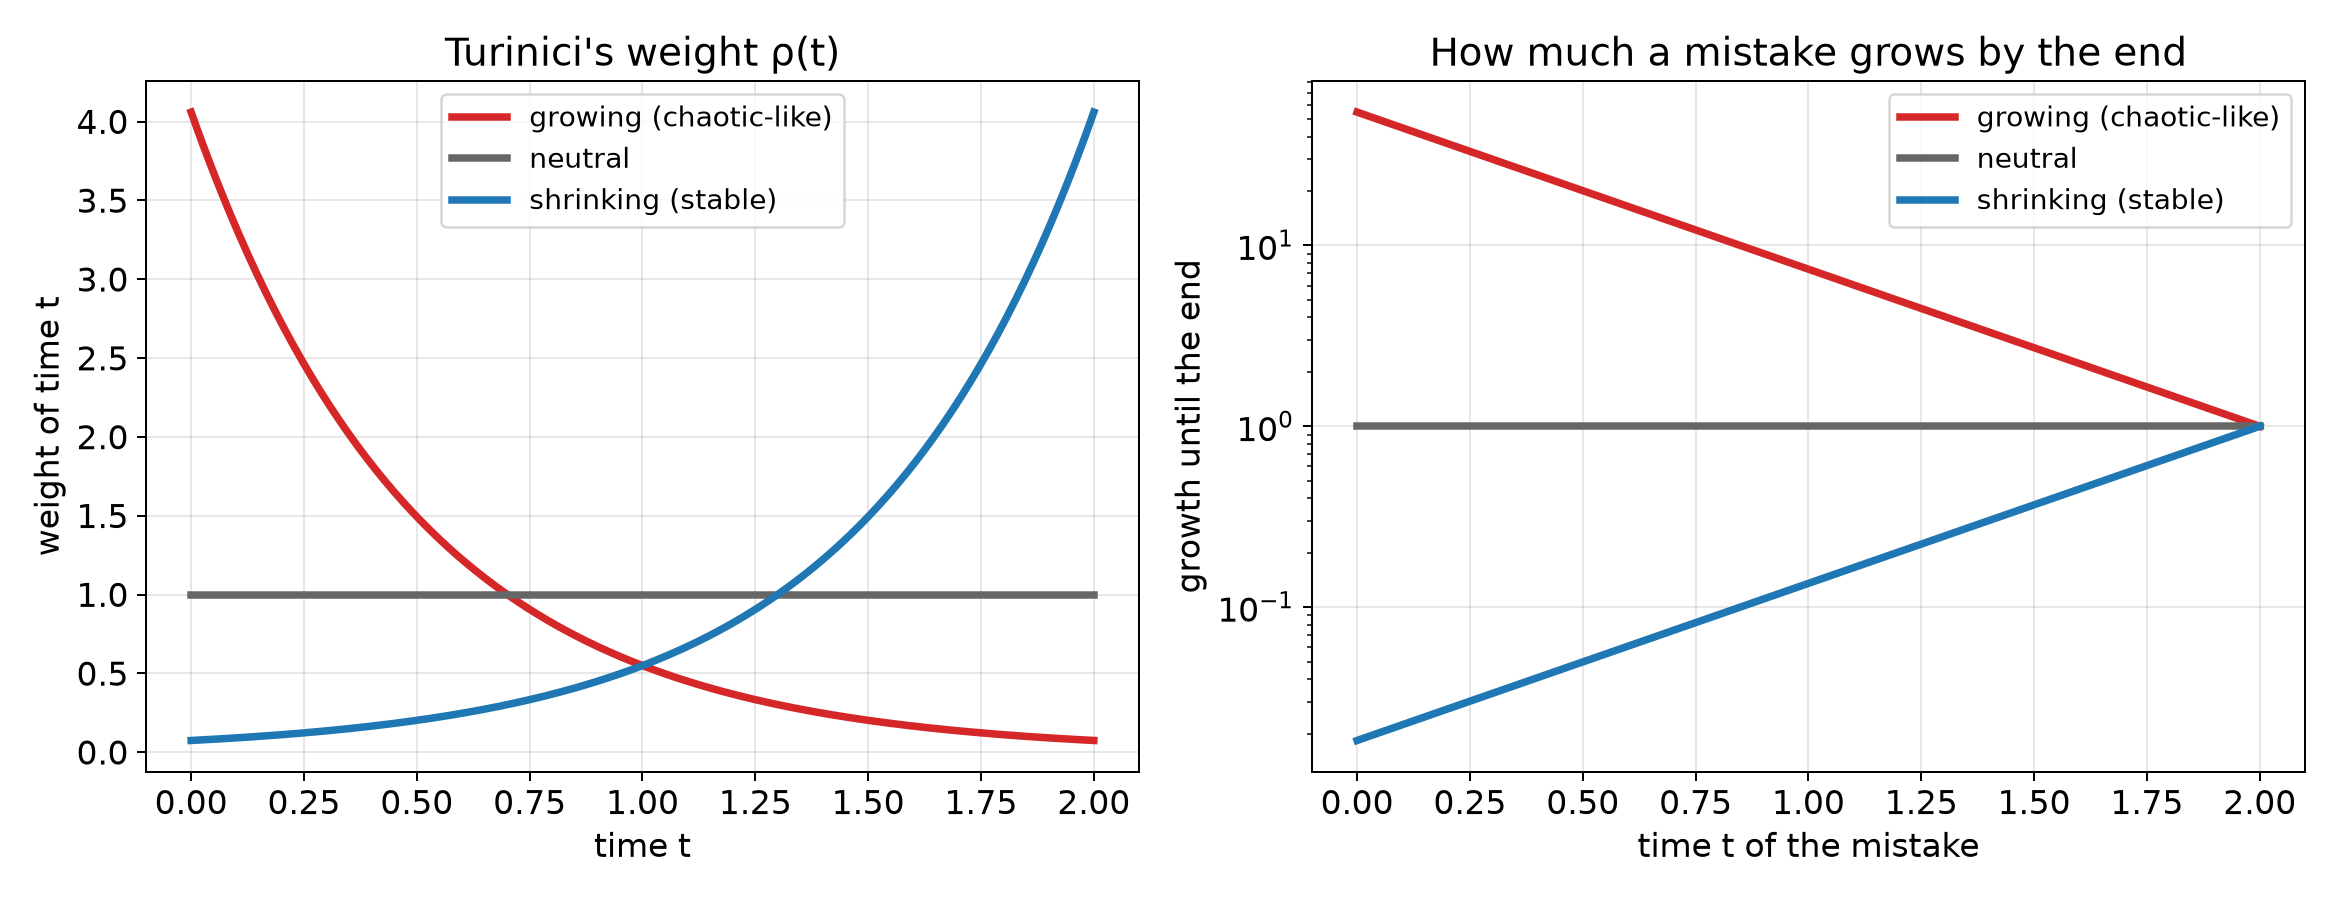 Turinici's weight ρ(t)
weight of time t
4.0
3.5
3.0
2.5
2.0
1.5
1.0
0.5
0.0
growing (chaotic-like)
neutral
shrinking (stable)
0.00 0.25 0.50 0.75 1.00 1.25 1.50 1.75 2.00
time t
How much a mistake grows by the end
growth until the end
10¹
10⁰
10⁻¹
growing (chaotic-like)
neutral
shrinking (stable)
0.00 0.25 0.50 0.75 1.00 1.25 1.50 1.75 2.00
time t of the mistake